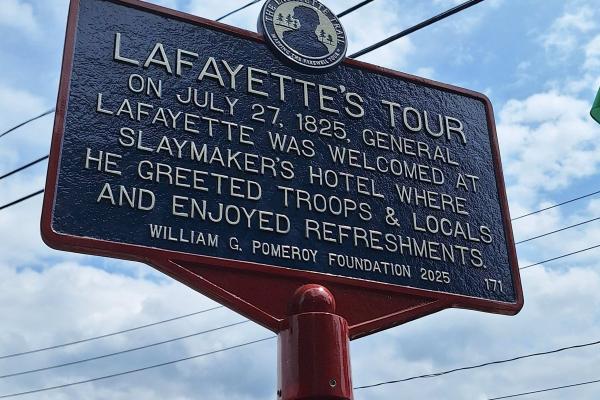 LAFAYETTE'S TOUR
ON JULY 27, 1825, GENERAL
LAFAYETTE WAS WELCOMED AT
SLAYMAKER'S HOTEL WHERE
HE GREETED TROOPS & LOCALS
AND ENJOYED REFRESHMENTS.
WILLIAM G. POMEROY FOUNDATION 2025 171